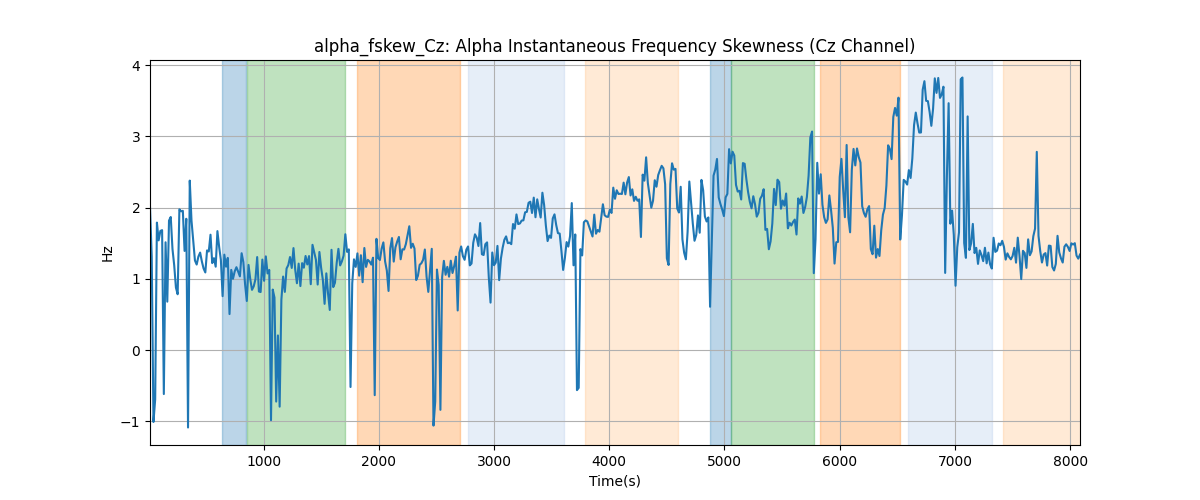 alpha_fskew_Cz: Alpha Instantaneous Frequency Skewness (Cz Channel)
4
3
2
1
0
−1
Hz
1000 2000 3000 4000 5000 6000 7000 8000
Time(s)